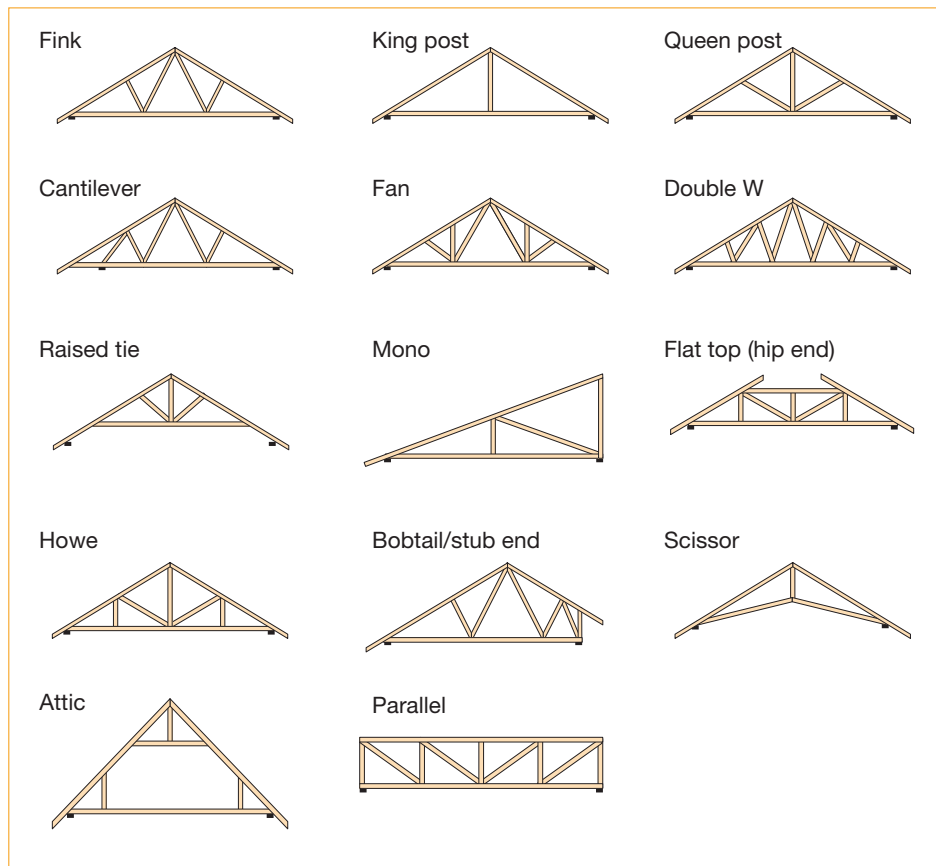 Fink
King post
Queen post
Cantilever
Fan
Double W
Raised tie
Mono
Flat top (hip end)
Howe
Bobtail/stub end
Scissor
Attic
Parallel